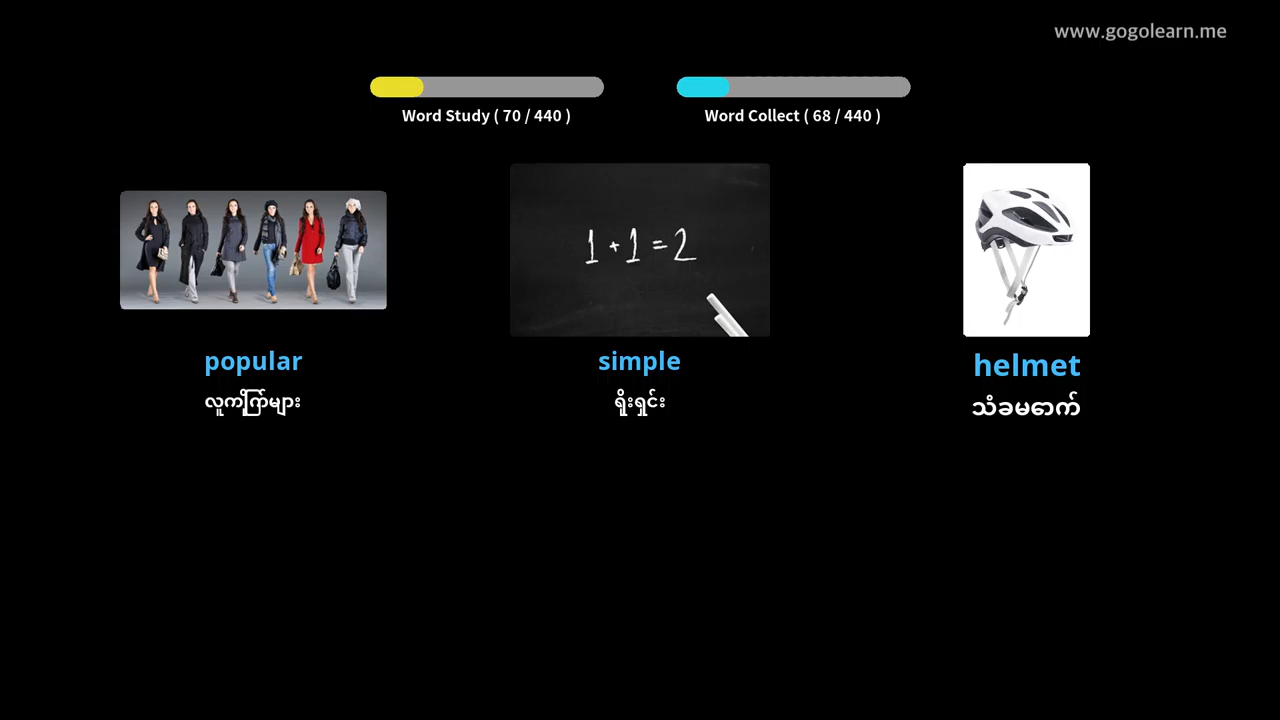 www.gogolearn.me
Word Study ( 70 / 440 )
Word Collect ( 68 / 440 )
1 + 1 = 2
popular
simple
helmet
လူကြိုက်များ
ရိုးရှင်း
သံခမောက်